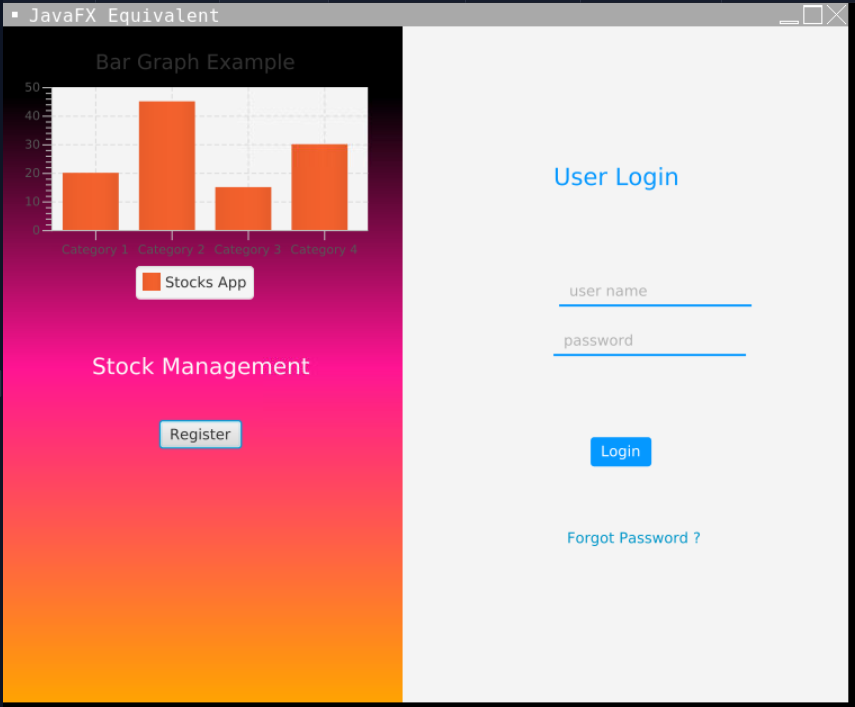 JavaFX Equivalent
Bar Graph Example
50
40
30
20
10
0
Category 1 Category 2 Category 3 Category 4
Stocks App
Stock Management
Register
User Login
user name
password
Login
Forgot Password ?